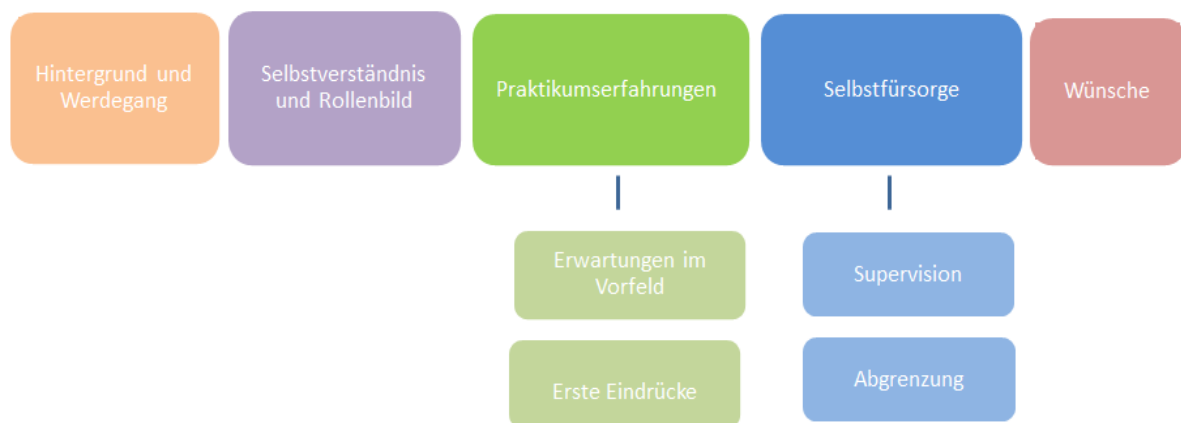 Hintergrund und
Werdegang
Selbstverständnis
und Rollenbild
Praktikumserfahrungen
Selbstfürsorge
Wünsche
Erwartungen im
Vorfeld
Erste Eindrücke
Supervision
Abgrenzung